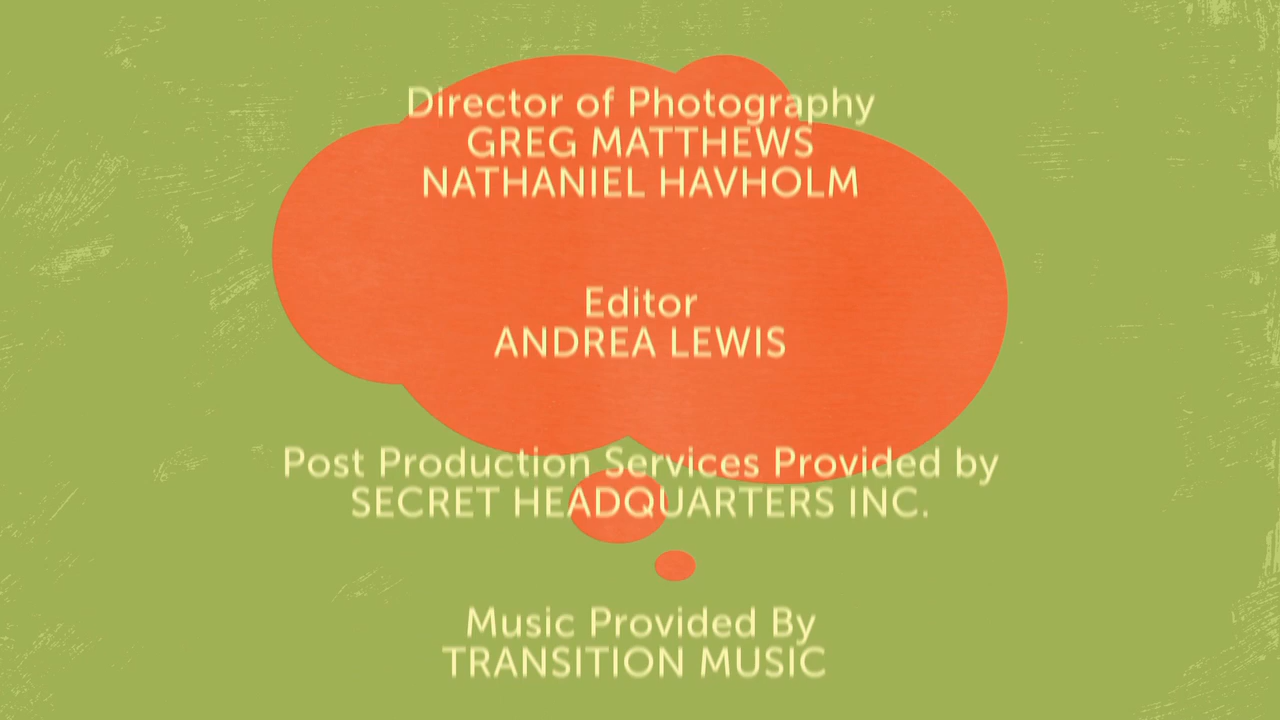 Director of Photography
GREG MATTHEWS
NATHANIEL HAVHOLM
Editor
ANDREA LEWIS
Post Production Services Provided by
SECRET HEADQUARTERS INC.
Music Provided By
TRANSITION MUSIC